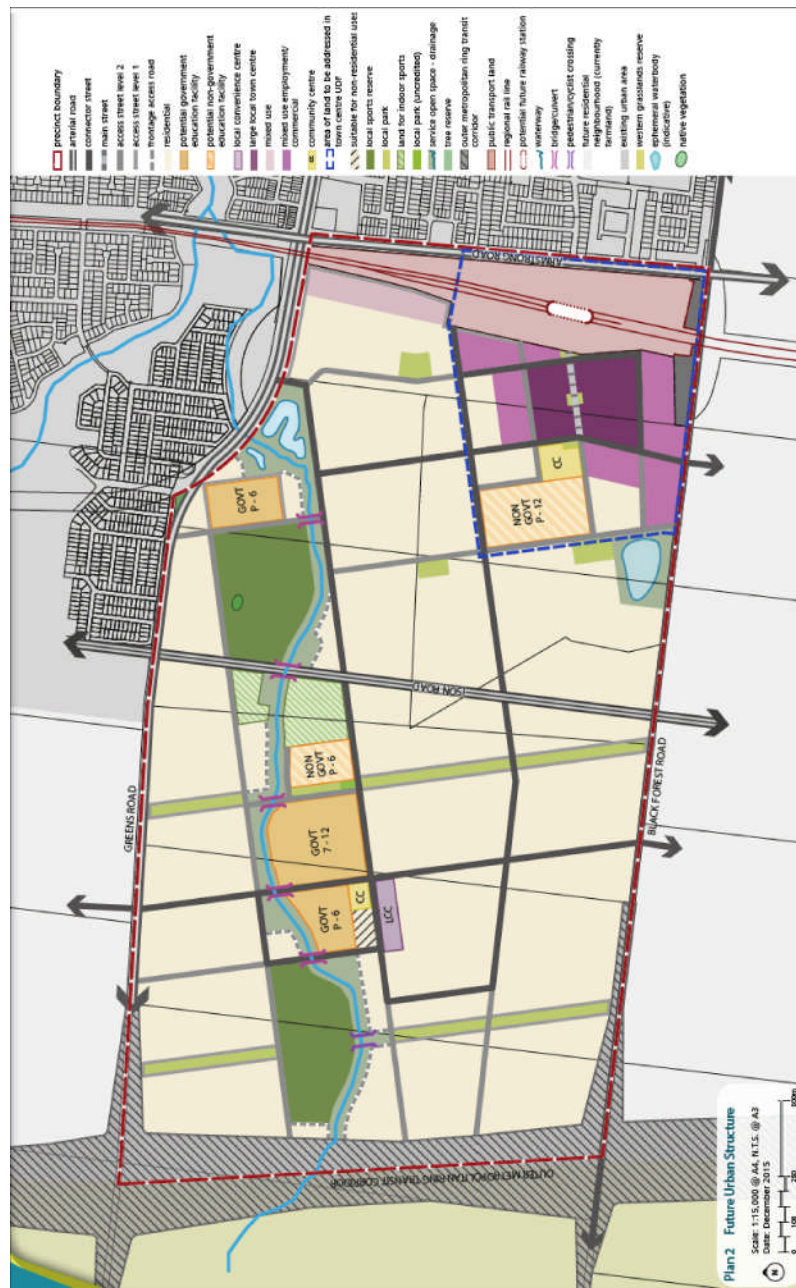 precinct boundary
arterial road
connector street
main street
access street level 2
access street level 1
frontage access road
residential
potential government
education facility
potential non-government
education facility
local convenience centre
large local town centre
mixed use
mixed use employment/
commercial
CC community centre
area of land to be addressed in
town centre UDF
suitable for non-residential uses
local sports reserve
local park
land for indoor sports
local park (uncredited)
service open space - drainage
tree reserve
outer metropolitan ring transit
corridor
public transport land
regional rail line
potential future railway station
waterway
bridge/culvert
pedestrian/cyclist crossing
future residential
neighbourhood (currently
farmland)
existing urban area
western grasslands reserve
ephemeral waterbody
(indicative)
native vegetation
GREENS ROAD
ARMSTRONG ROAD
ISON ROAD
BLACK FOREST ROAD
OUTER METROPOLITAN RING TRANSIT CORRIDOR
GOVT
P - 6
GOVT
7 - 12
NON
GOVT
P - 6
GOVT
P - 6
CC
LCC
NON
GOVT
P - 12
CC
Plan 2 Future Urban Structure
Scale: 1:15,000 @ A4, N.T.S. @ A3
Date: December 2015
N
0